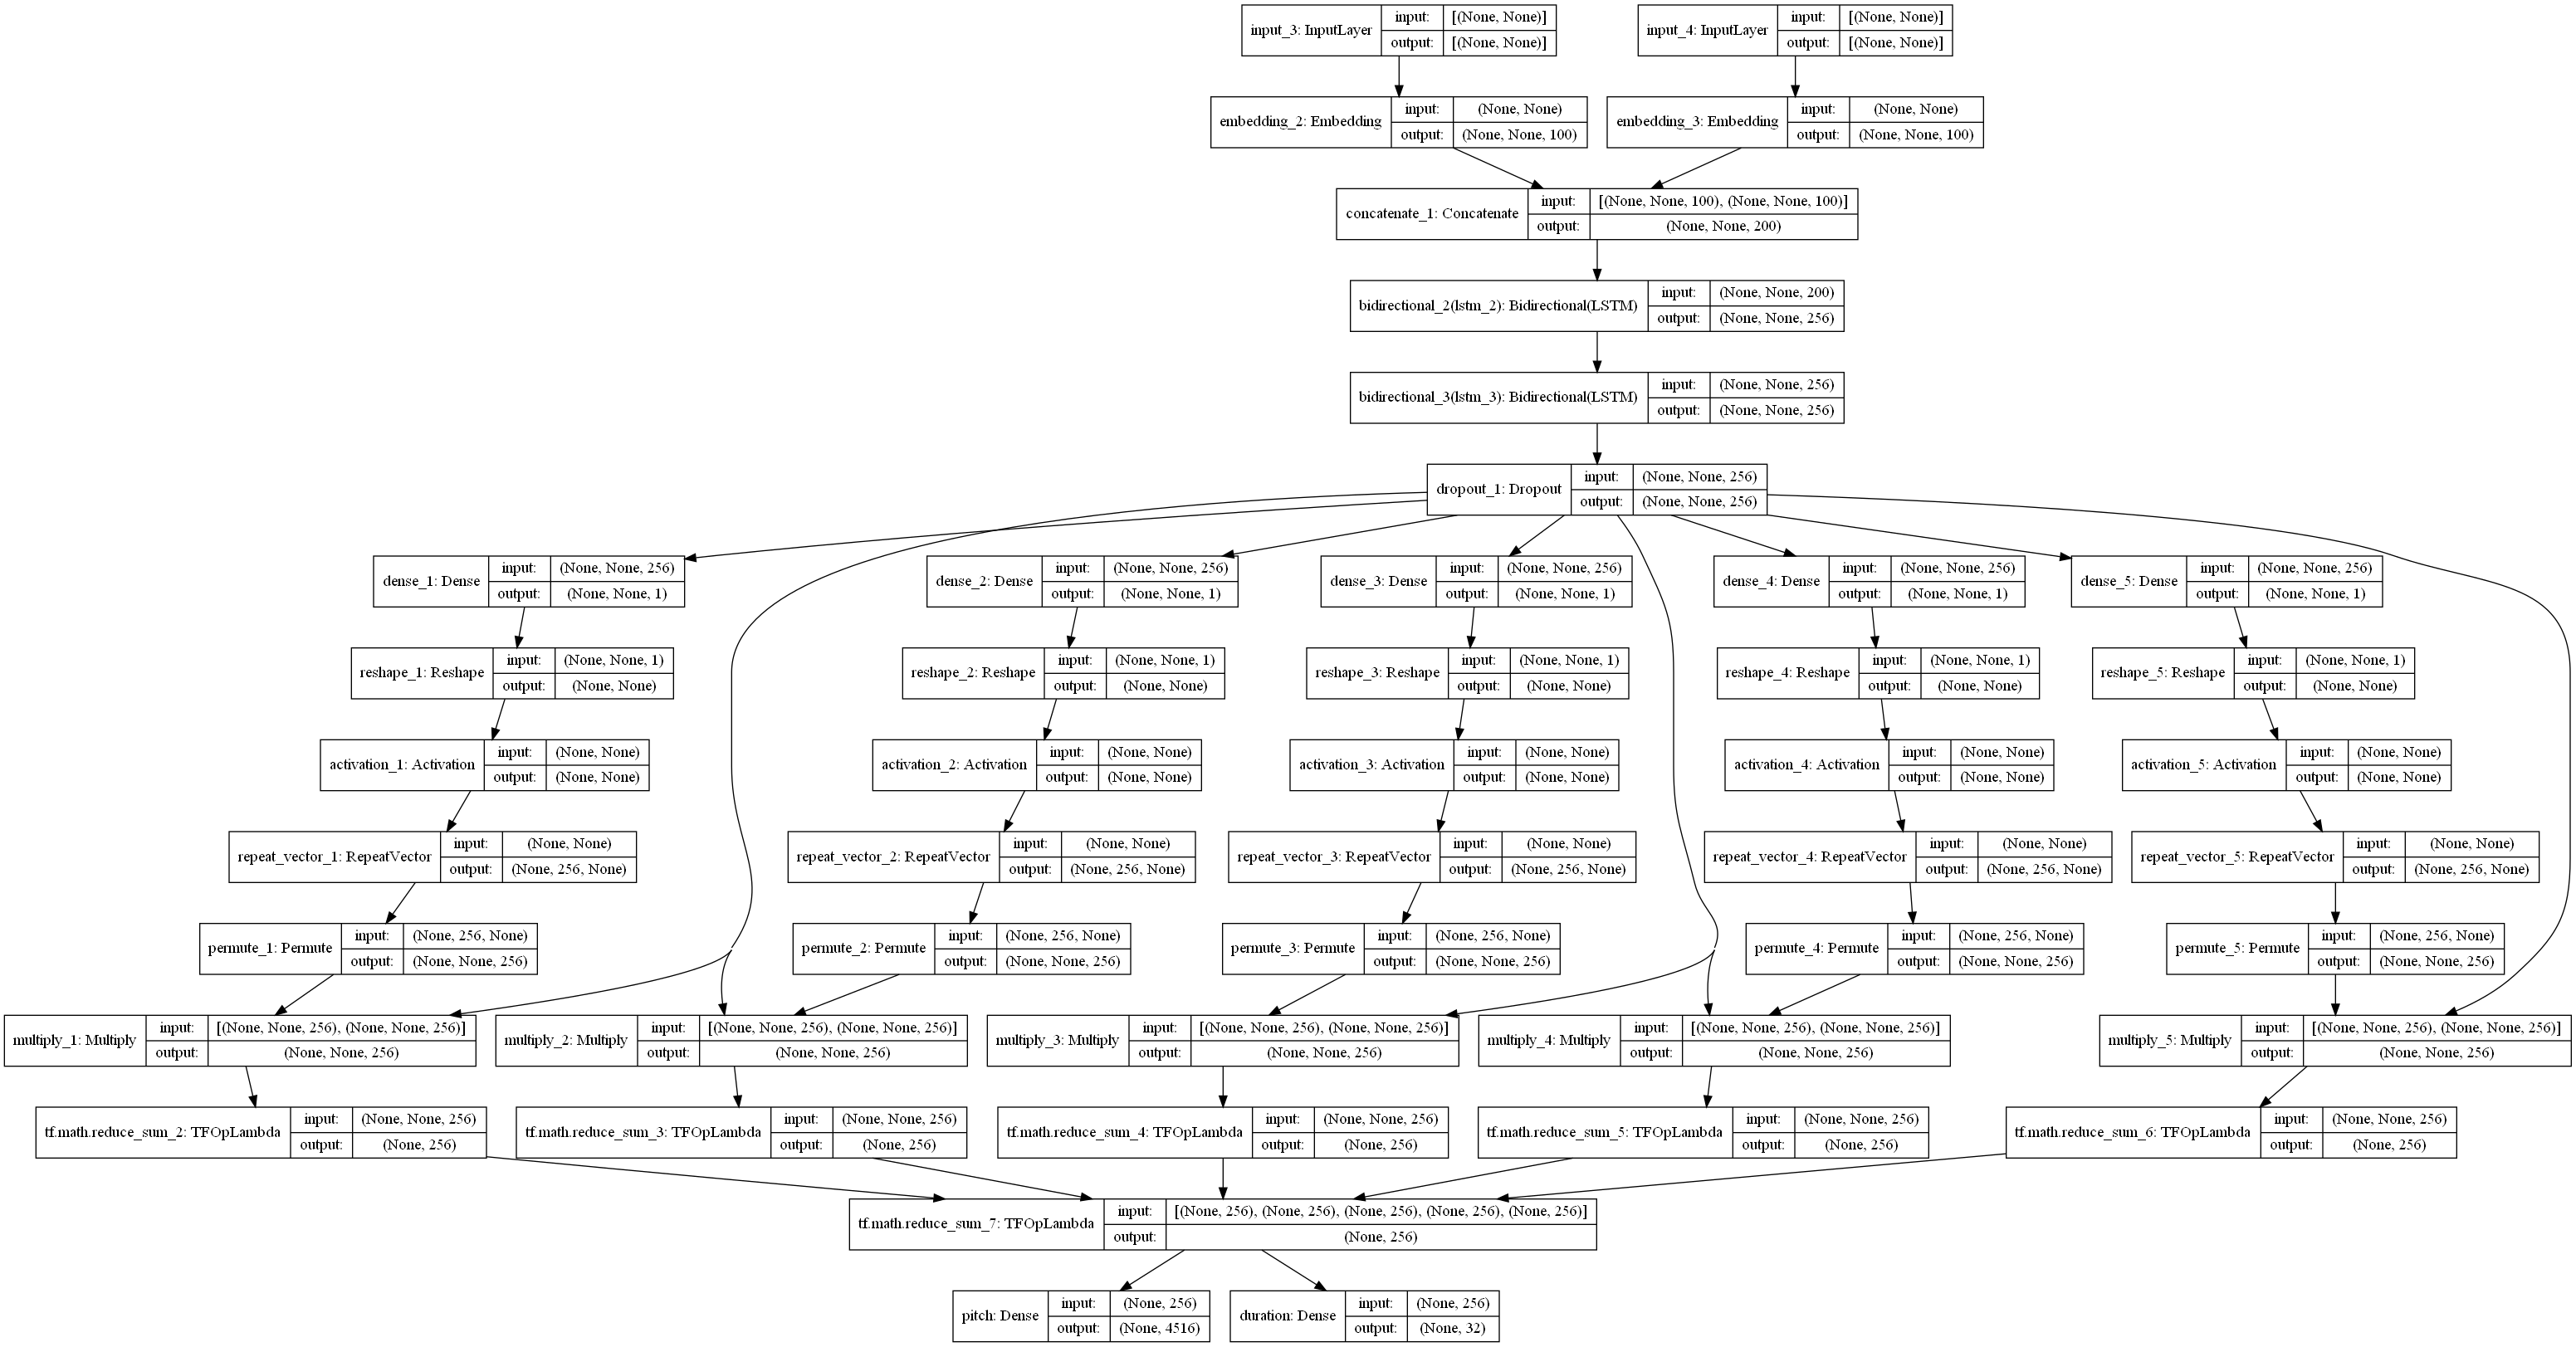 input_3: InputLayer input: [(None, None)] output: [(None, None)]
input_4: InputLayer input: [(None, None)] output: [(None, None)]
embedding_2: Embedding input: (None, None) output: (None, None, 100)
embedding_3: Embedding input: (None, None) output: (None, None, 100)
concatenate_1: Concatenate input: [(None, None, 100), (None, None, 100)] output: (None, None, 200)
bidirectional_2(lstm_2): Bidirectional(LSTM) input: (None, None, 200) output: (None, None, 256)
bidirectional_3(lstm_3): Bidirectional(LSTM) input: (None, None, 256) output: (None, None, 256)
dropout_1: Dropout input: (None, None, 256) output: (None, None, 256)
dense_1: Dense input: (None, None, 256) output: (None, None, 1)
dense_2: Dense input: (None, None, 256) output: (None, None, 1)
dense_3: Dense input: (None, None, 256) output: (None, None, 1)
dense_4: Dense input: (None, None, 256) output: (None, None, 1)
dense_5: Dense input: (None, None, 256) output: (None, None, 1)
reshape_1: Reshape input: (None, None, 1) output: (None, None)
reshape_2: Reshape input: (None, None, 1) output: (None, None)
reshape_3: Reshape input: (None, None, 1) output: (None, None)
reshape_4: Reshape input: (None, None, 1) output: (None, None)
reshape_5: Reshape input: (None, None, 1) output: (None, None)
activation_1: Activation input: (None, None) output: (None, None)
activation_2: Activation input: (None, None) output: (None, None)
activation_3: Activation input: (None, None) output: (None, None)
activation_4: Activation input: (None, None) output: (None, None)
activation_5: Activation input: (None, None) output: (None, None)
repeat_vector_1: RepeatVector input: (None, None) output: (None, 256, None)
repeat_vector_2: RepeatVector input: (None, None) output: (None, 256, None)
repeat_vector_3: RepeatVector input: (None, None) output: (None, 256, None)
repeat_vector_4: RepeatVector input: (None, None) output: (None, 256, None)
repeat_vector_5: RepeatVector input: (None, None) output: (None, 256, None)
permute_1: Permute input: (None, 256, None) output: (None, None, 256)
permute_2: Permute input: (None, 256, None) output: (None, None, 256)
permute_3: Permute input: (None, 256, None) output: (None, None, 256)
permute_4: Permute input: (None, 256, None) output: (None, None, 256)
permute_5: Permute input: (None, 256, None) output: (None, None, 256)
multiply_1: Multiply input: [(None, None, 256), (None, None, 256)] output: (None, None, 256)
multiply_2: Multiply input: [(None, None, 256), (None, None, 256)] output: (None, None, 256)
multiply_3: Multiply input: [(None, None, 256), (None, None, 256)] output: (None, None, 256)
multiply_4: Multiply input: [(None, None, 256), (None, None, 256)] output: (None, None, 256)
multiply_5: Multiply input: [(None, None, 256), (None, None, 256)] output: (None, None, 256)
tf.math.reduce_sum_2: TFOpLambda input: (None, None, 256) output: (None, 256)
tf.math.reduce_sum_3: TFOpLambda input: (None, None, 256) output: (None, 256)
tf.math.reduce_sum_4: TFOpLambda input: (None, None, 256) output: (None, 256)
tf.math.reduce_sum_5: TFOpLambda input: (None, None, 256) output: (None, 256)
tf.math.reduce_sum_6: TFOpLambda input: (None, None, 256) output: (None, 256)
tf.math.reduce_sum_7: TFOpLambda input: [(None, 256), (None, 256), (None, 256), (None, 256), (None, 256)] output: (None, 256)
pitch: Dense input: (None, 256) output: (None, 4516)
duration: Dense input: (None, 256) output: (None, 32)